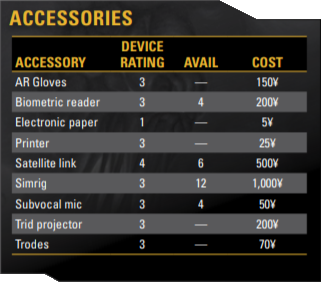 ACCESSORIES
DEVICE
ACCESSORY RATING AVAIL COST
AR Gloves 3 — 150¥
Biometric reader 3 4 200¥
Electronic paper 1 — 5¥
Printer 3 — 25¥
Satellite link 4 6 500¥
Simrig 3 12 1,000¥
Subvocal mic 3 4 50¥
Trid projector 3 — 200¥
Trodes 3 — 70¥